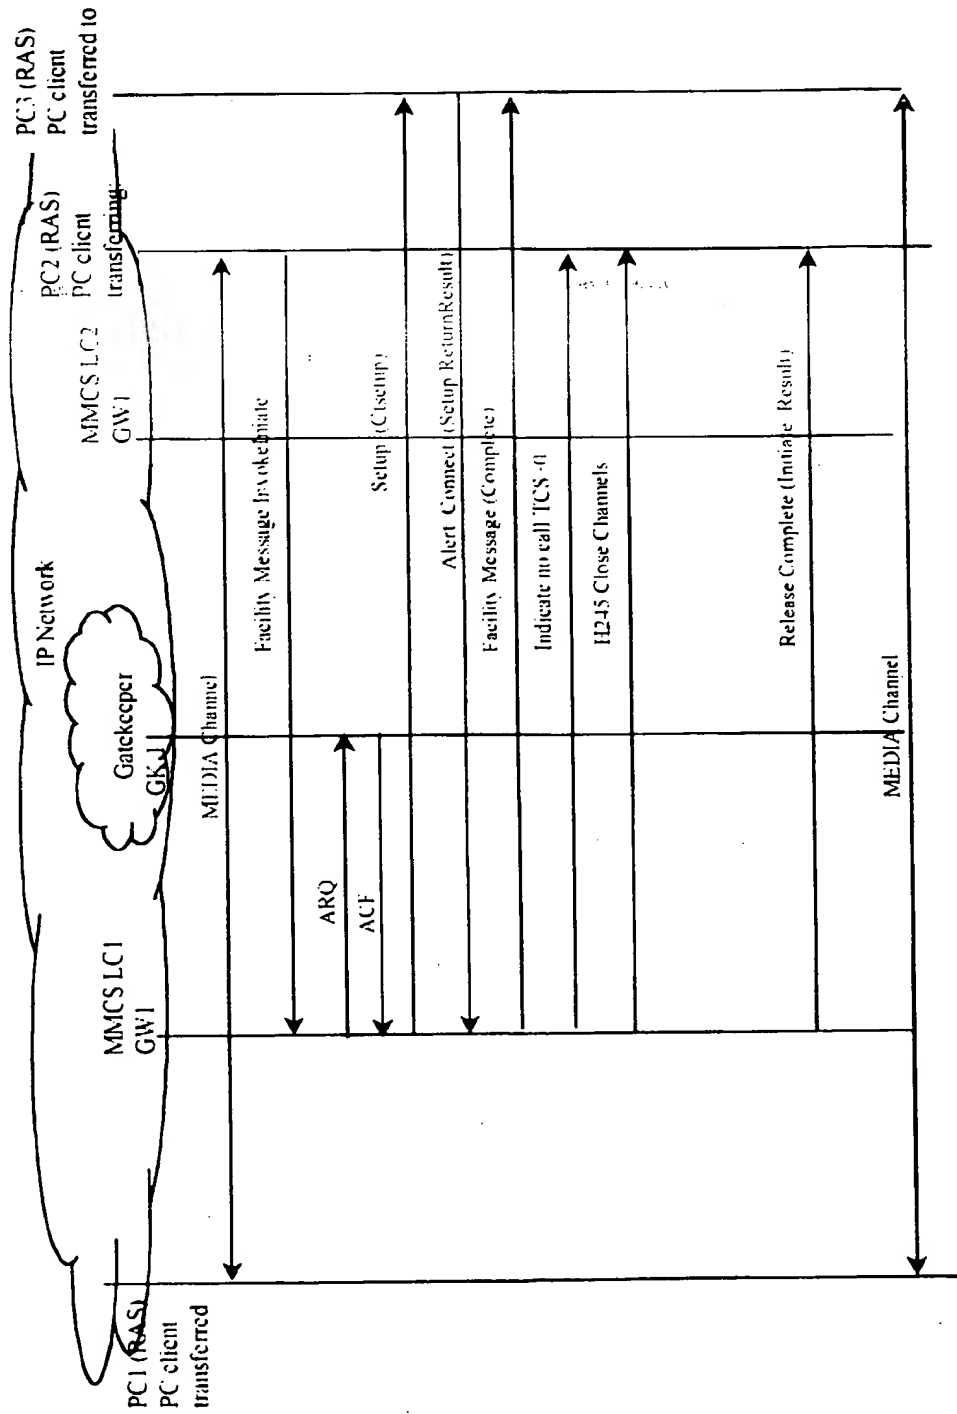 PC1 (RAS)
PC client
transferred
MMCS LC1
GW1
Gatekeeper
GK1
IP Network
MMCS LC2
GW1
PC2 (RAS)
PC client
transferring
PC3 (RAS)
PC client
transferred to
MEDIA Channel
Facility Message Invoke
ARQ
ACF
Setup (Ctsetup)
Alert Connect (Setup ReturnResult)
Facility Message (Complete)
Indicate no call TCS-0
H245 Close Channels
Release Complete (Initiate Result)
MEDIA Channel